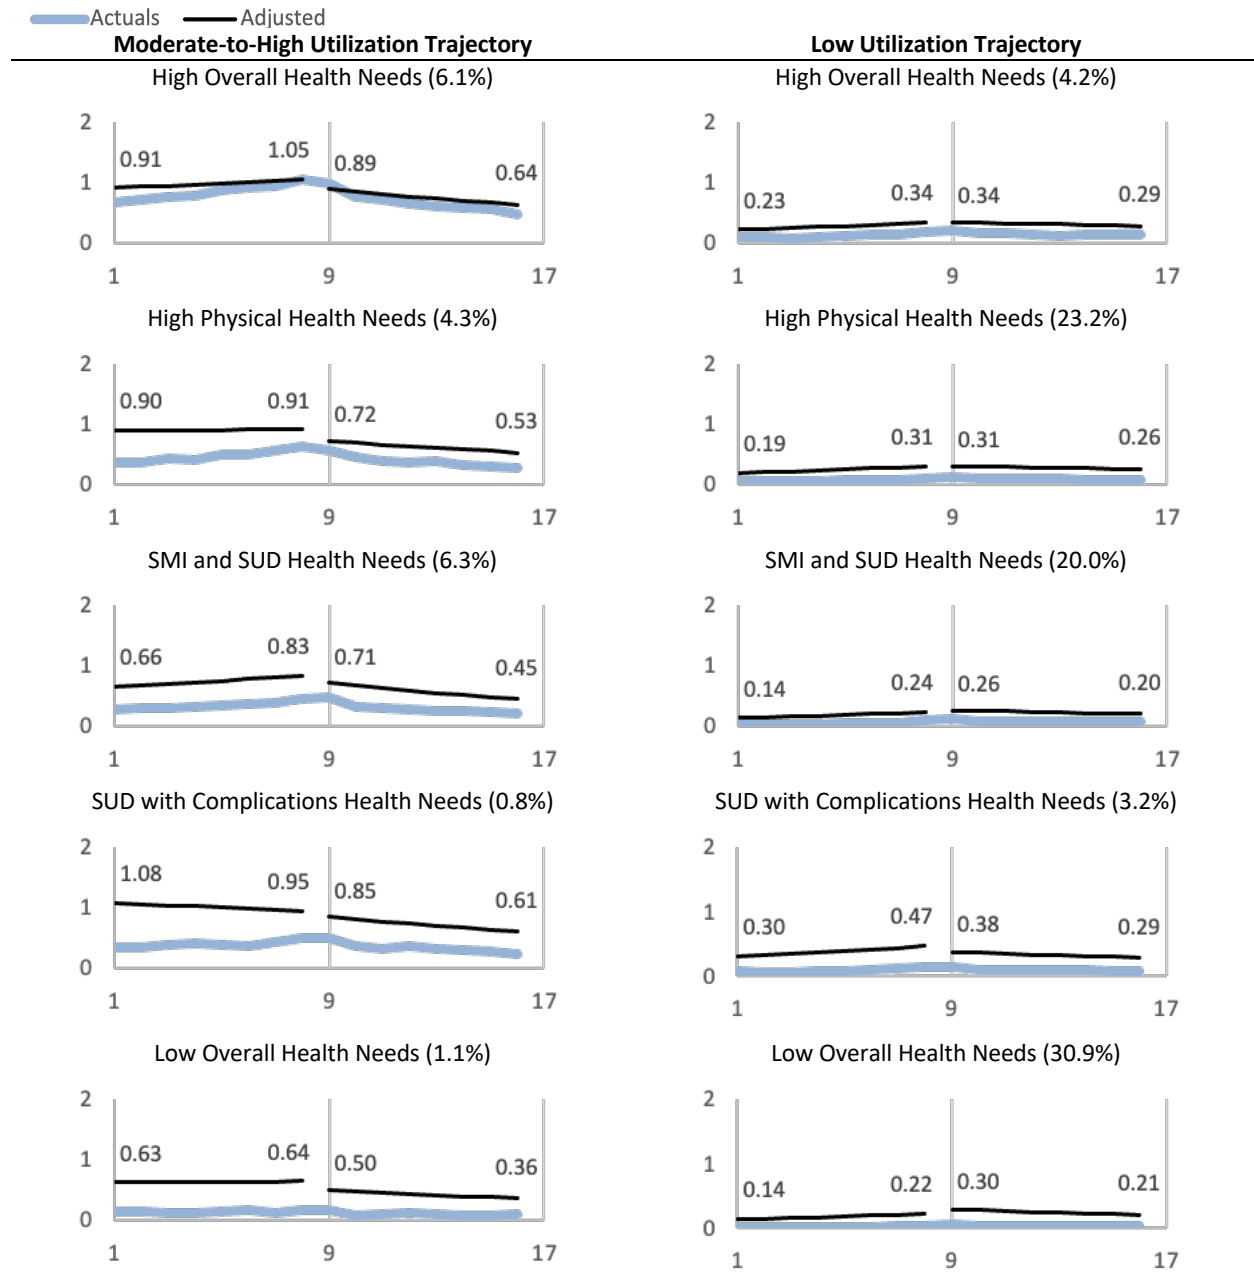 Actuals Adjusted
Moderate-to-High Utilization Trajectory Low Utilization Trajectory
High Overall Health Needs (6.1%) High Overall Health Needs (4.2%)
2 2
0.91 1.05 0.89 0.64 0.23 0.34 0.34 0.29
1 1
0 0
1 9 17 1 9 17
High Physical Health Needs (4.3%) High Physical Health Needs (23.2%)
2 2
0.90 0.91 0.72 0.53 0.19 0.31 0.31 0.26
1 1
0 0
1 9 17 1 9 17
SMI and SUD Health Needs (6.3%) SMI and SUD Health Needs (20.0%)
2 2
0.66 0.83 0.71 0.45 0.14 0.24 0.26 0.20
1 1
0 0
1 9 17 1 9 17
SUD with Complications Health Needs (0.8%) SUD with Complications Health Needs (3.2%)
2 2
1.08 0.95 0.85 0.61 0.30 0.47 0.38 0.29
1 1
0 0
1 9 17 1 9 17
Low Overall Health Needs (1.1%) Low Overall Health Needs (30.9%)
2 2
0.63 0.64 0.50 0.36 0.14 0.22 0.30 0.21
1 1
0 0
1 9 17 1 9 17